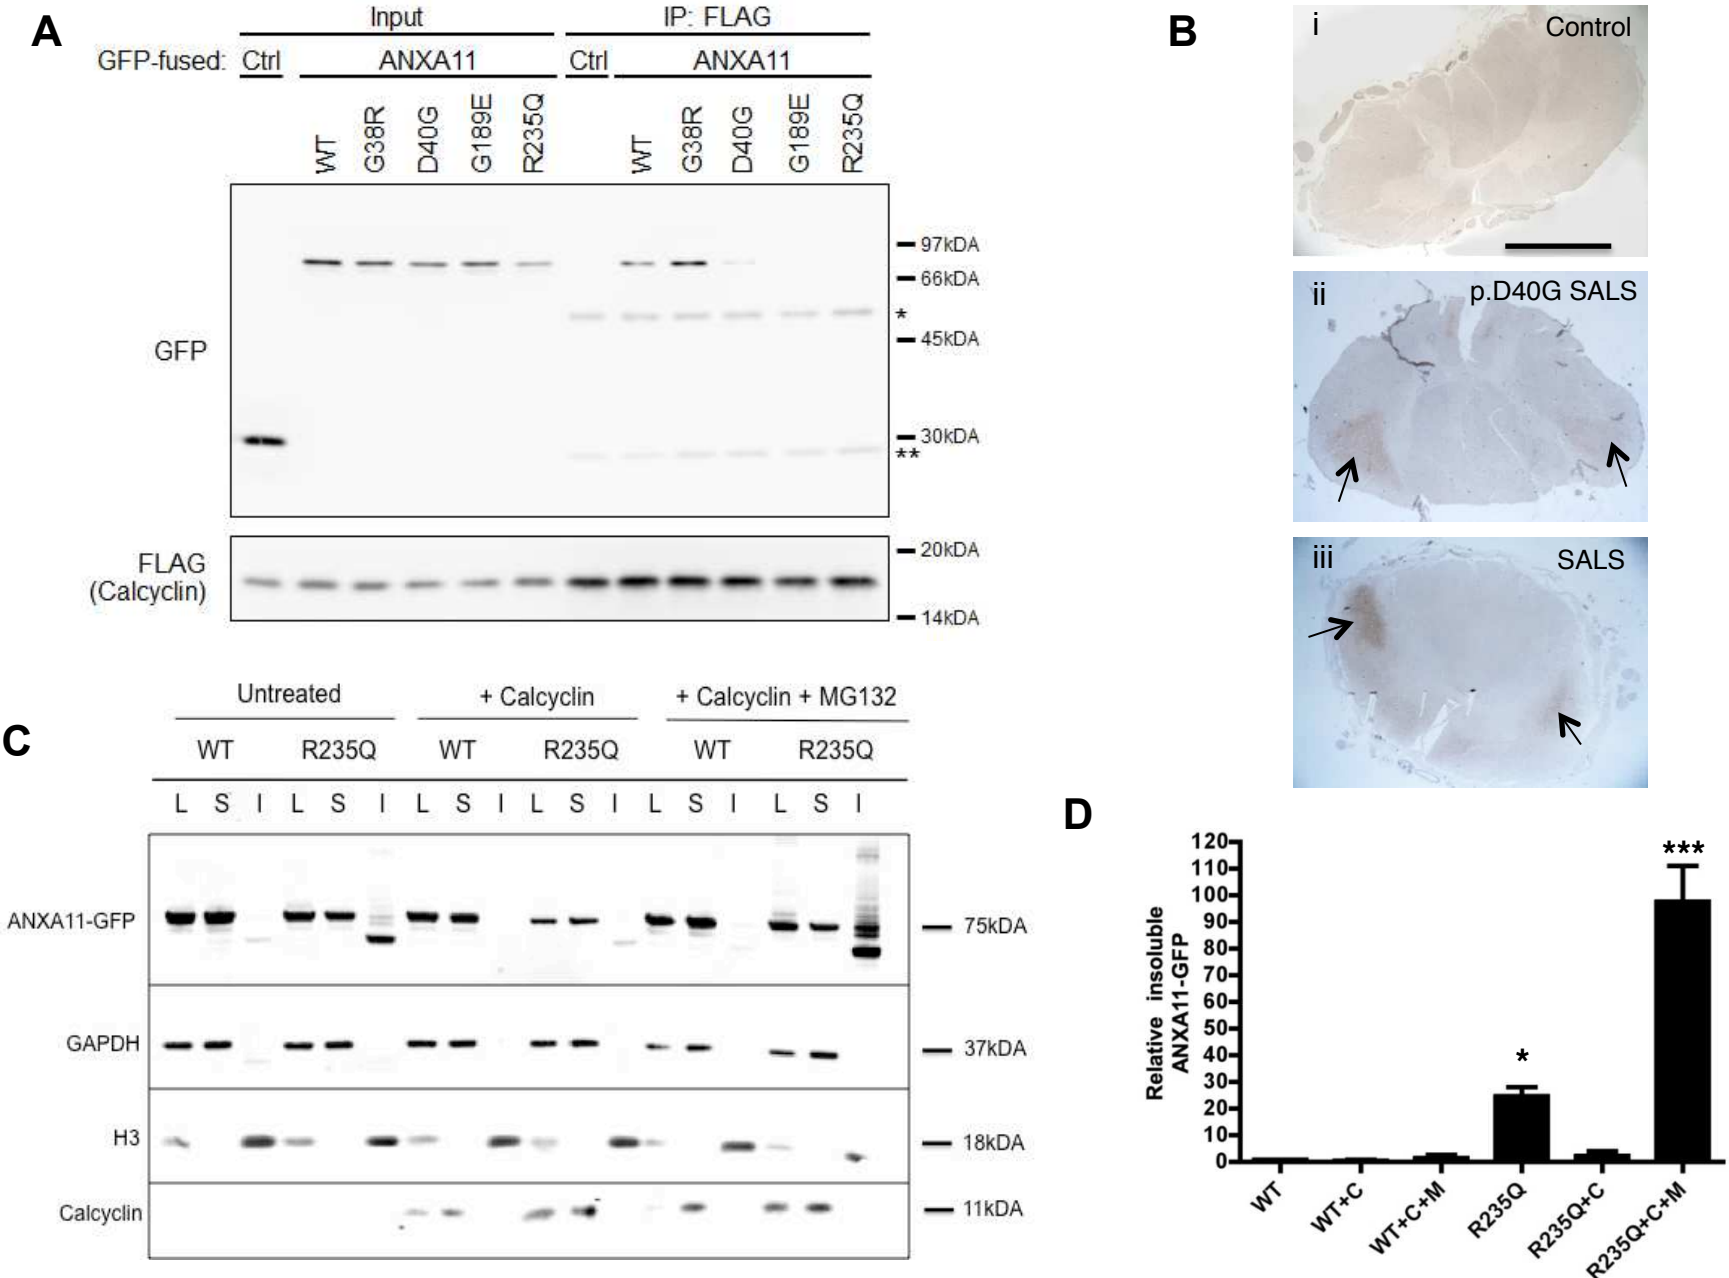 A
Input IP: FLAG
GFP-fused: Ctrl ANXA11 Ctrl ANXA11
WT G38R D40G G189E R235Q WT G38R D40G G189E R235Q
97kDA
66kDA
*
45kDA
GFP
30kDA
**
20kDA
FLAG
(Calcyclin)
14kDA
B
i Control
ii p.D40G SALS
iii SALS
C
Untreated + Calcyclin + Calcyclin + MG132
WT R235Q WT R235Q WT R235Q
L S I L S I L S I L S I L S I L S I
ANXA11-GFP 75kDA
GAPDH 37kDA
H3 18kDA
Calcyclin 11kDA
D
Relative insoluble
ANXA11-GFP
120
110
100
90
80
70
60
50
40
30
20
10
0
*
***
WT WT+C WT+C+M R235Q R235Q+C R235Q+C+M